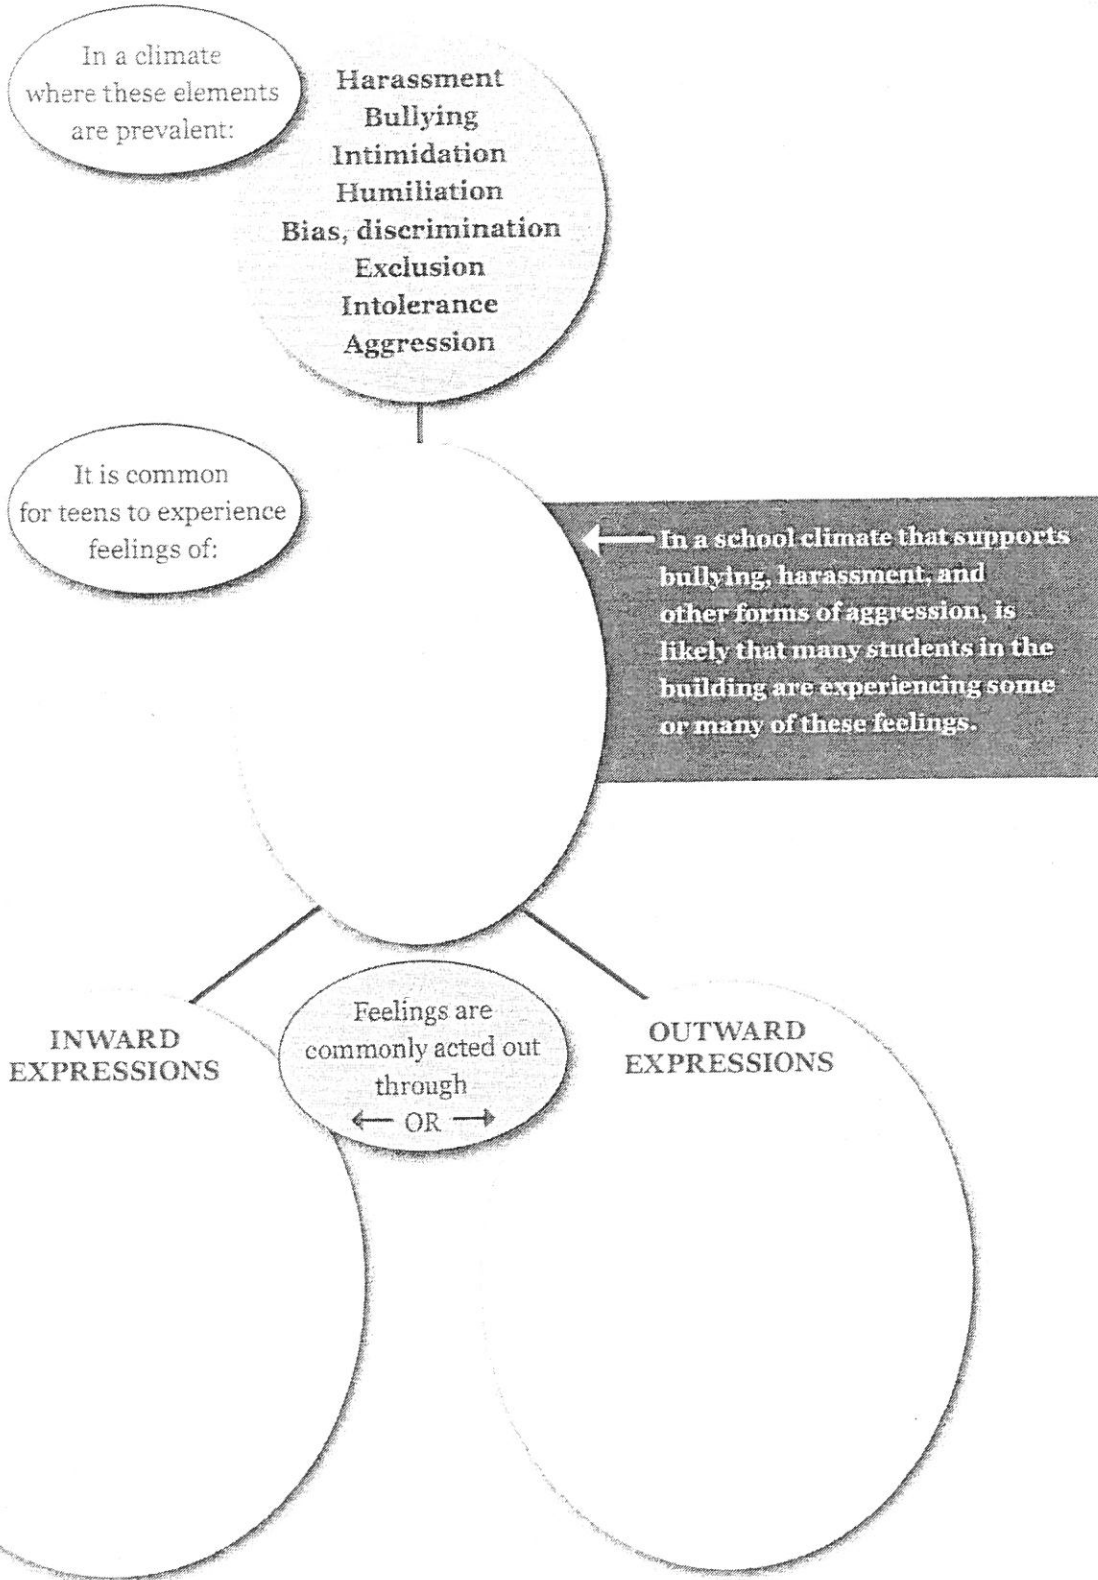 In a climate
where these elements
are prevalent:
Harassment
Bullying
Intimidation
Humiliation
Bias, discrimination
Exclusion
Intolerance
Aggression
It is common
for teens to experience
feelings of:
In a school climate that supports
bullying, harassment, and
other forms of aggression, is
likely that many students in the
building are experiencing some
or many of these feelings.
INWARD
EXPRESSIONS
Feelings are
commonly acted out
through
← OR →
OUTWARD
EXPRESSIONS